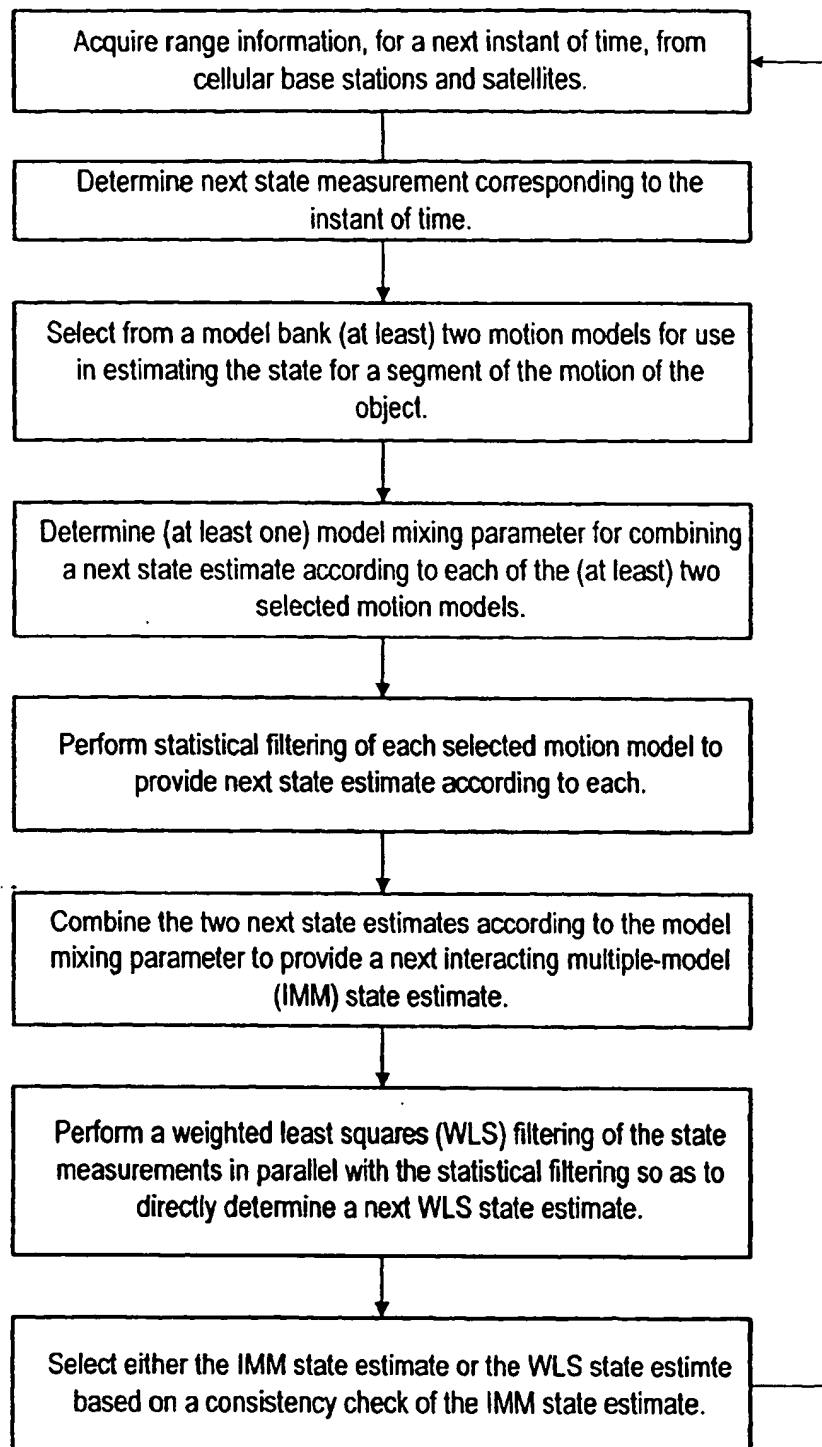 Acquire range information, for a next instant of time, from
cellular base stations and satellites.
Determine next state measurement corresponding to the
instant of time.
Select from a model bank (at least) two motion models for use
in estimating the state for a segment of the motion of the
object.
Determine (at least one) model mixing parameter for combining
a next state estimate according to each of the (at least) two
selected motion models.
Perform statistical filtering of each selected motion model to
provide next state estimate according to each.
Combine the two next state estimates according to the model
mixing parameter to provide a next interacting multiple-model
(IMM) state estimate.
Perform a weighted least squares (WLS) filtering of the state
measurements in parallel with the statistical filtering so as to
directly determine a next WLS state estimate.
Select either the IMM state estimate or the WLS state estimte
based on a consistency check of the IMM state estimate.